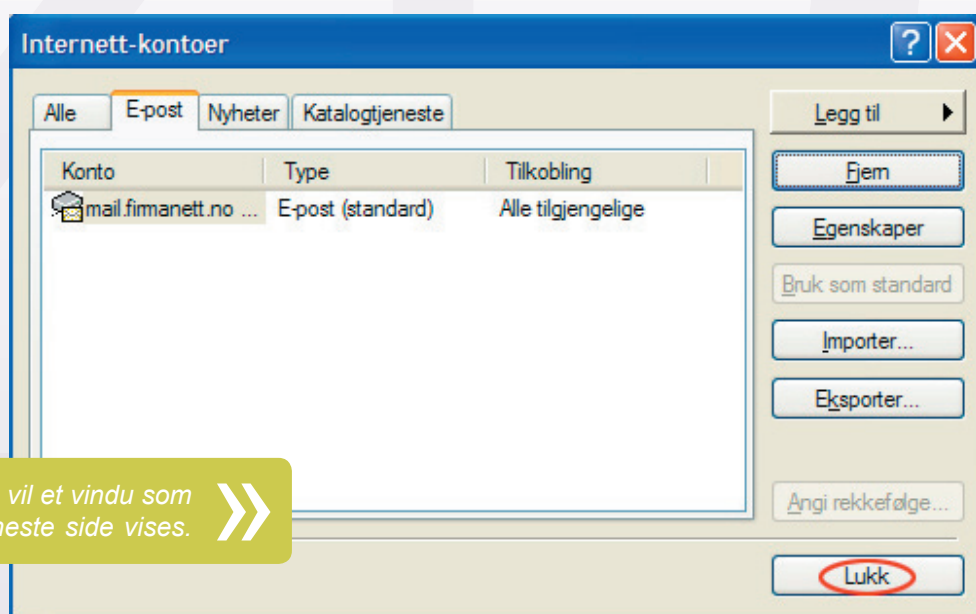 Internett-kontoer
Alle E-post Nyheter Katalogtjeneste
Konto Type Tilkobling
mail.firmanett.no ... E-post (standard) Alle tilgjengelige
Legg til
Fjern
Egenskaper
Bruk som standard
Importer...
Eksporter...
Angi rekkefølge...
Lukk
vil et vindu som
neste side vises.